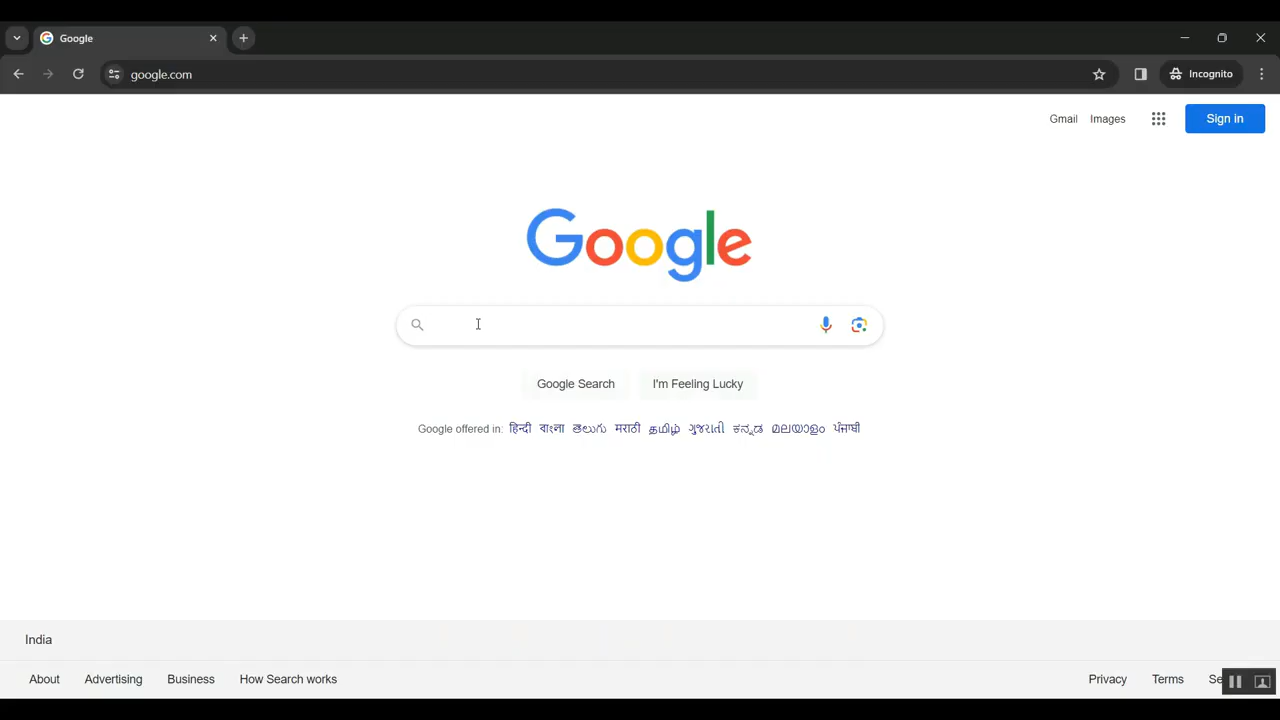 Google
google.com
Incognito
Gmail Images Sign in
Google
Google Search I'm Feeling Lucky
Google offered in: हिन्दी বাংলা తెలుగు मराठी தமிழ் ગુજરાતી ಕನ್ನಡ മലയാളം ਪੰਜਾਬੀ
India
About Advertising Business How Search works Privacy Terms Se